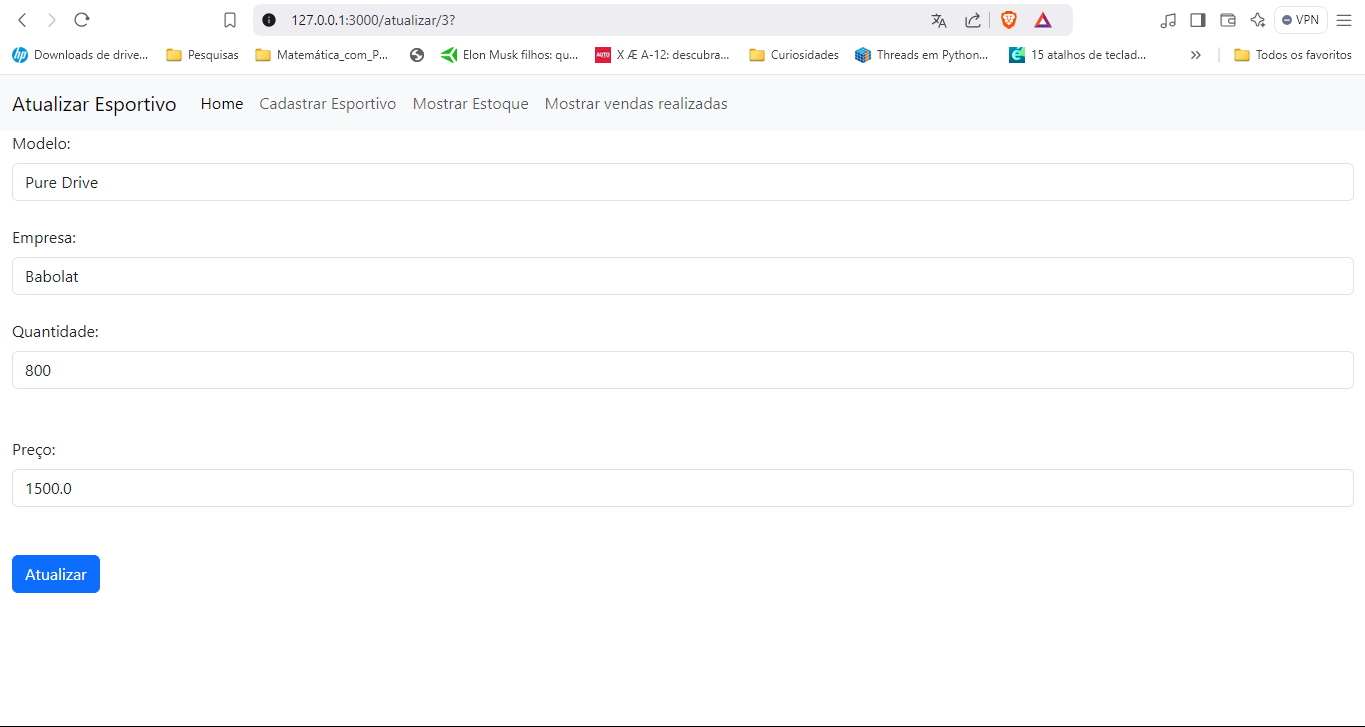 127.0.0.1:3000/atualizar/3?
VPN
hp Downloads de drive... Pesquisas Matemática_com_P... Elon Musk filhos: qu... AUTO X Æ A-12: descubra... Curiosidades Threads em Python... 15 atalhos de teclad... Todos os favoritos
Atualizar Esportivo Home Cadastrar Esportivo Mostrar Estoque Mostrar vendas realizadas
Modelo:
Pure Drive
Empresa:
Babolat
Quantidade:
800
Preço:
1500.0
Atualizar